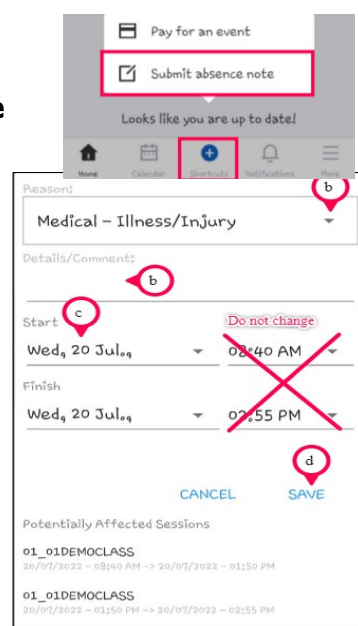 Pay for an event
Submit absence note
e
Looks like you are up to date!
Home Calendar Shortcuts Notifications More
Reason:
b
Medical – Illness/Injury
Details/Comment:
b
Start
c
Do not change
Wed, 20 Jul., 08:40 AM
Finish
Wed, 20 Jul., 02:55 PM
d
CANCEL SAVE
Potentially Affected Sessions
01_01DEMOCLASS
20/07/2022 – 08:40 AM –> 20/07/2022 – 01:50 PM
01_01DEMOCLASS
20/07/2022 – 01:50 PM –> 20/07/2022 – 02:55 PM